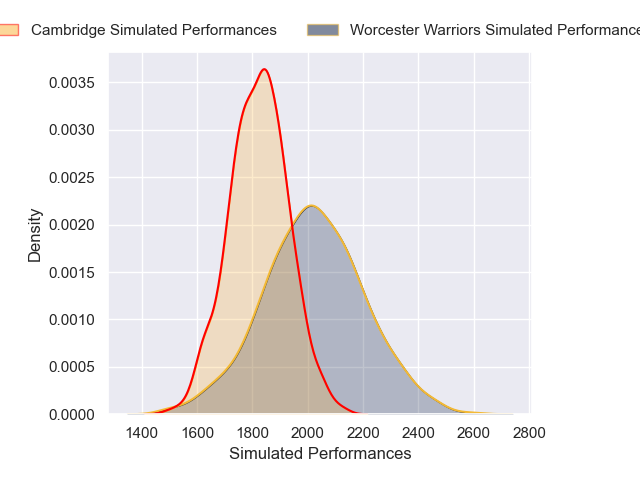 Cambridge Simulated Performances
Worcester Warriors Simulated Performance
0.0035
0.0030
0.0025
0.0020
0.0015
0.0010
0.0005
0.0000
Density
1400 1600 1800 2000 2200 2400 2600 2800
Simulated Performances